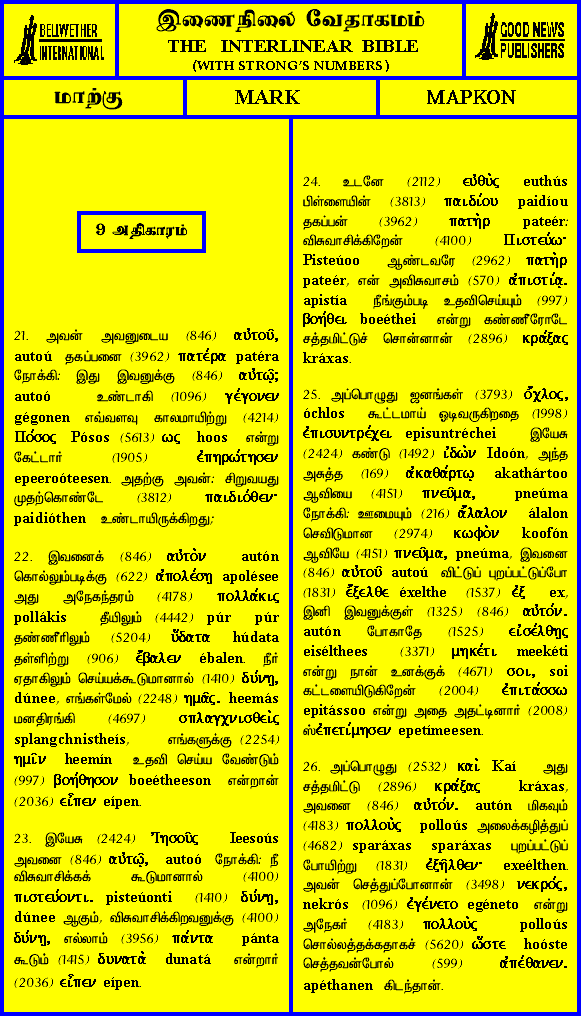 BELLWETHER
INTERNATIONAL
இணைநிலை வேதாகமம்
THE INTERLINEAR BIBLE
(WITH STRONG'S NUMBERS)
GOOD NEWS
PUBLISHERS
மாற்கு
MARK
ΜΑΡΚΟΝ
9 அதிகாரம்
21. அவன் அவனுடைய (846) αὐτοῦ,
autoú தகப்பனை (3962) πατέρα patéra
நோக்கி: இது இவனுக்கு (846) αὐτῷ;
autoó உண்டாகி (1096) γέγονεν
gégonen எவ்வளவு காலமாயிற்று (4214)
Πόσος Pósos (5613) ως hoos என்று
கேட்டார் (1905) ἐπηρώτησεν
epeeroóteesen. அதற்கு அவன்: சிறுவயது
முதற்கொண்டே (3812) παιδιόθεν·
paidióthen உண்டாயிருக்கிறது;
22. இவனைக் (846) αὐτὸν autón
கொல்லும்படிக்கு (622) ἀπολέσῃ apolésee
அது அநேகந்தரம் (4178) πολλάκις
pollákis தீயிலும் (4442) púr púr
தண்ணீரிலும் (5204) ὕδατα húdata
தள்ளிற்று (906) ἔβαλεν ébalen. நீர்
ஏதாகிலும் செய்யக்கூடுமானால் (1410) δύνῃ,
dúnee, எங்கள்மேல் (2248) ημᾶς. heemás
மனதிரங்கி (4697) σπλαγχνισθεὶς
splangchnistheís, எங்களுக்கு (2254)
ημῖν heemín உதவி செய்ய வேண்டும்
(997) βοήθησον boeétheeson என்றான்
(2036) εἶπεν eípen.
23. இயேசு (2424) Ἰησοῦς Ieesoús
அவனை (846) αὐτῷ, autoó நோக்கி: நீ
விசுவாசிக்கக் கூடுமானால் (4100)
πιστευοντι. pisteúonti (1410) δύνῃ,
dúnee ஆகும், விசுவாசிக்கிறவனுக்கு (4100)
δύνῃ, எல்லாம் (3956) πάντα pánta
கூடும் (1415) δυνατὰ dunatá என்றார்
(2036) εἶπεν eípen.
24. உடனே (2112) εὐθὺς euthús
பிள்ளையின் (3813) παιδίου paidíou
தகப்பன் (3962) πατὴρ pateér:
விசுவாசிக்கிறேன் (4100) Πιστεύω·
Pisteúoo ஆண்டவரே (2962) πατὴρ
pateér, என் அவிசுவாசம் (570) ἀπιστίᾳ.
apistía நீங்கும்படி உதவிசெய்யும் (997)
βοήθει boeéthei என்று கண்ணீரோடே
சத்தமிட்டுச் சொன்னான் (2896) κράξας
kráxas.
25. அப்பொழுது ஜனங்கள் (3793) ὄχλος,
óchlos கூட்டமாய் ஓடிவருகிறதை (1998)
ἐπισυντρέχει episuntréchei இயேசு
(2424) கண்டு (1492) ἰδὼν Idoón, அந்த
அசுத்த (169) ἀκαθάρτῳ akathártoo
ஆவியை (4151) πνεῦμα, pneúma
நோக்கி: ஊமையும் (216) ἄλαλον álalon
செவிடுமான (2974) κωφὸν koofón
ஆவியே (4151) πνεῦμα, pneúma, இவனை
(846) αὐτοῦ autoú விட்டுப் புறப்பட்டுப்போ
(1831) ἔξελθε éxelthe (1537) ἐξ ex,
இனி இவனுக்குள் (1325) (846) αὐτόν.
autón போகாதே (1525) εἰσέλθῃς
eisélthees (3371) μηκέτι meekéti
என்று நான் உனக்குக் (4671) σοι, soi
கட்டளையிடுகிறேன் (2004) ἐπιτάσσω
epitássoo என்று அதை அதட்டினார் (2008)
ஸ்ἐπετίμησεν epetímeesen.
26. அப்பொழுது (2532) καὶ Kaí அது
சத்தமிட்டு (2896) κράξας kráxas,
அவனை (846) αὐτόν. autón மிகவும்
(4183) πολλοὺς polloús அலைக்கழித்துப்
(4682) sparáxas sparáxas புறப்பட்டுப்
போயிற்று (1831) ἐξῆλθεν· exeélthen.
அவன் செத்துப்போனான் (3498) νεκρός,
nekrós (1096) ἐγένετο egéneto என்று
அநேகர் (4183) πολλοὺς polloús
சொல்லத்தக்கதாகச் (5620) ὥστε hoóste
செத்தவன்போல் (599) ἀπέθανεν.
apéthanen கிடந்தான்.